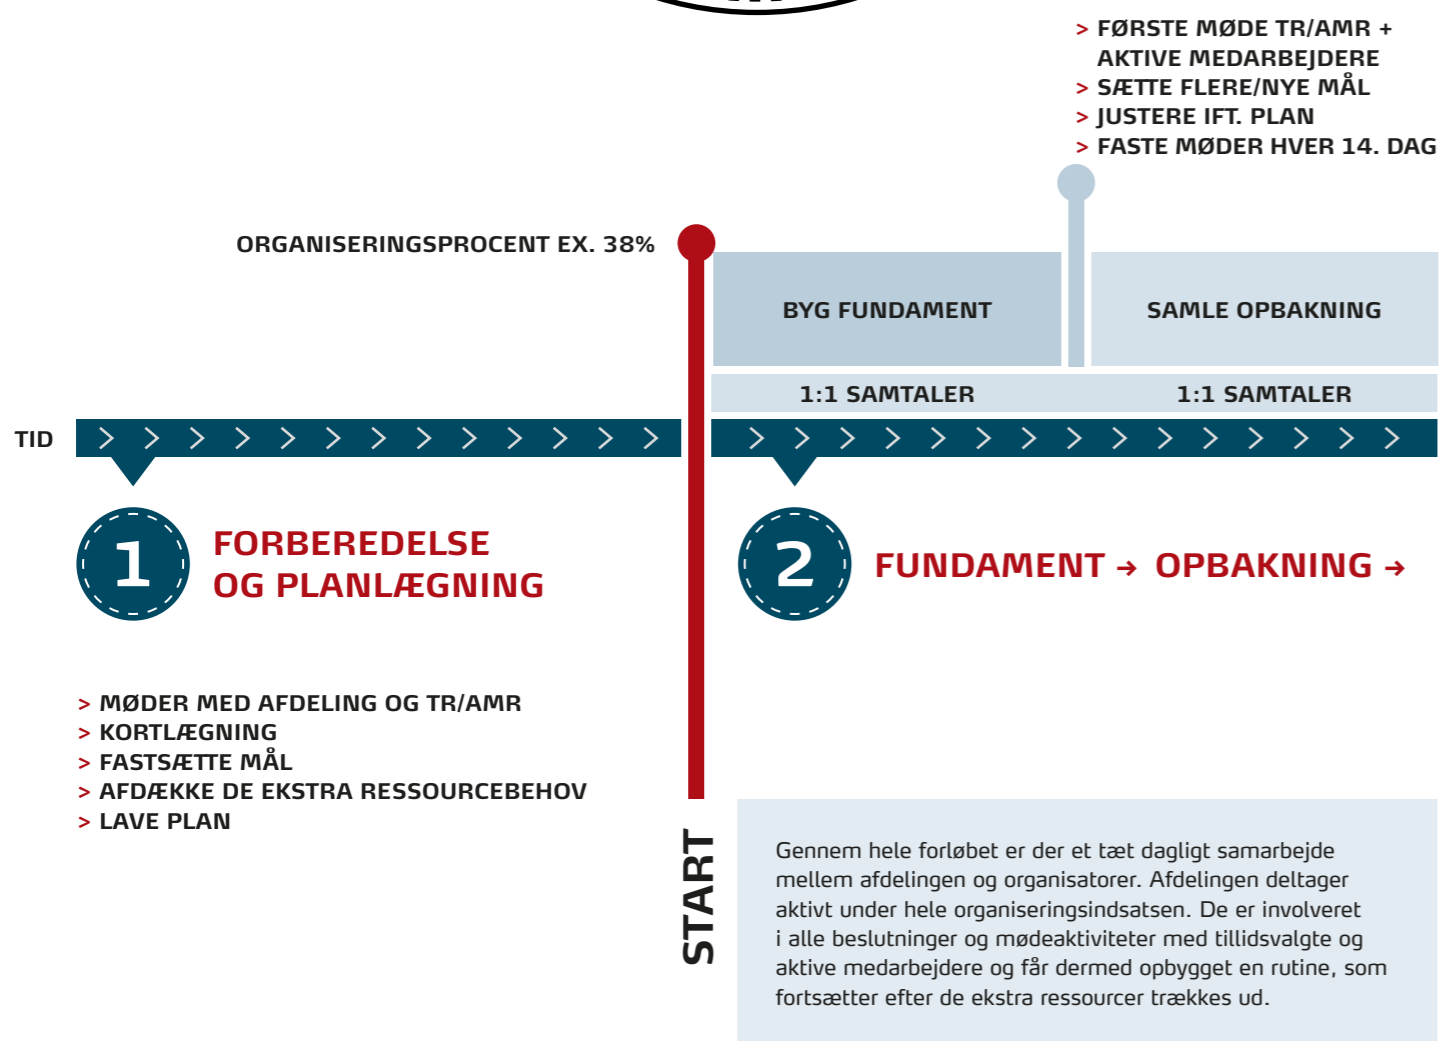 > FØRSTE MØDE TR/AMR +
AKTIVE MEDARBEJDERE
> SÆTTE FLERE/NYE MÅL
> JUSTERE IFT. PLAN
> FASTE MØDER HVER 14. DAG
ORGANISERINGSPROCENT EX. 38%
BYG FUNDAMENT
SAMLE OPBAKNING
1:1 SAMTALER
1:1 SAMTALER
TID
1
FORBEREDELSE
OG PLANLÆGNING
2
FUNDAMENT → OPBAKNING →
> MØDER MED AFDELING OG TR/AMR
> KORTLÆGNING
> FASTSÆTTE MÅL
> AFDÆKKE DE EKSTRA RESSOURCEBEHOV
> LAVE PLAN
START
Gennem hele forløbet er der et tæt dagligt samarbejde
mellem afdelingen og organisatorer. Afdelingen deltager
aktivt under hele organiseringsindsatsen. De er involveret
i alle beslutninger og mødeaktiviteter med tillidsvalgte og
aktive medarbejdere og får dermed opbygget en rutine, som
fortsætter efter de ekstra ressourcer trækkes ud.